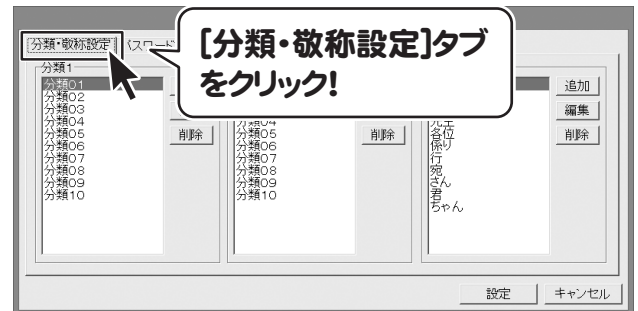 [分類・敬称設定]タブ
をクリック!
分類・敬称設定
パスワード
分類1
分類01
分類02
分類03
分類04
分類05
分類06
分類07
分類08
分類09
分類10
削除
分類04
分類05
分類06
分類07
分類08
分類09
分類10
削除
先生
各位
係り
行
宛
さん
君
ちゃん
追加
編集
削除
設定
キャンセル